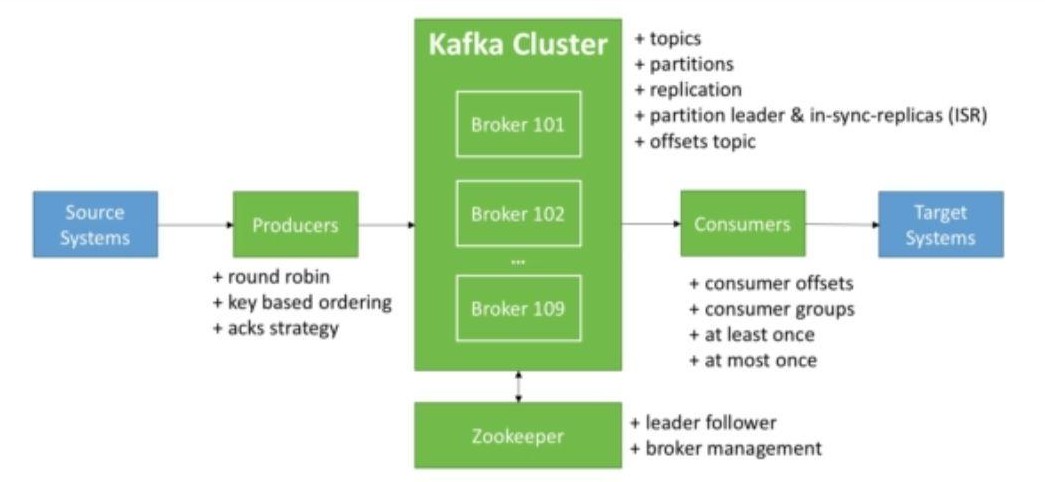 Kafka Cluster
Broker 101
Broker 102
...
Broker 109
+ topics
+ partitions
+ replication
+ partition leader & in-sync-replicas (ISR)
+ offsets topic
Source
Systems
Producers
+ round robin
+ key based ordering
+ acks strategy
Consumers
+ consumer offsets
+ consumer groups
+ at least once
+ at most once
Target
Systems
Zookeeper
+ leader follower
+ broker management